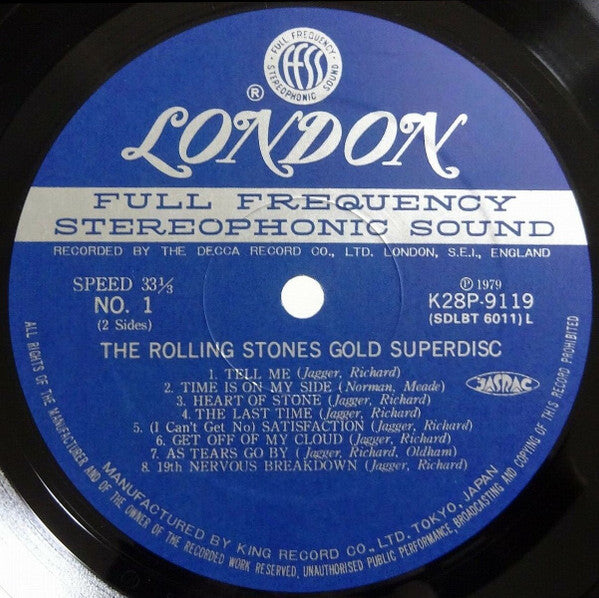 FULL FREQUENCY
ffss
STEREOPHONIC SOUND
®
LONDON
FULL FREQUENCY
STEREOPHONIC SOUND
RECORDED BY THE DECCA RECORD CO., LTD. LONDON, S.E.I., ENGLAND
SPEED 33⅓
NO. 1
(2 Sides)
℗ 1979
K28P-9119
(SDLBT 6011) L
THE ROLLING STONES GOLD SUPERDISC
1. TELL ME (Jagger, Richard)
2. TIME IS ON MY SIDE (Norman, Meade)
3. HEART OF STONE (Jagger, Richard)
4. THE LAST TIME (Jagger, Richard)
5. (I Can't Get No) SATISFACTION (Jagger, Richard)
6. GET OFF OF MY CLOUD (Jagger, Richard)
7. AS TEARS GO BY (Jagger, Richard, Oldham)
8. 19th NERVOUS BREAKDOWN (Jagger, Richard)
JASRAC
MANUFACTURED BY KING RECORD CO., LTD. TOKYO, JAPAN
ALL RIGHTS OF THE MANUFACTURER AND OF THE OWNER OF THE RECORDED WORK RESERVED, UNAUTHORISED PUBLIC PERFORMANCE, BROADCASTING AND COPYING OF THIS RECORD PROHIBITED